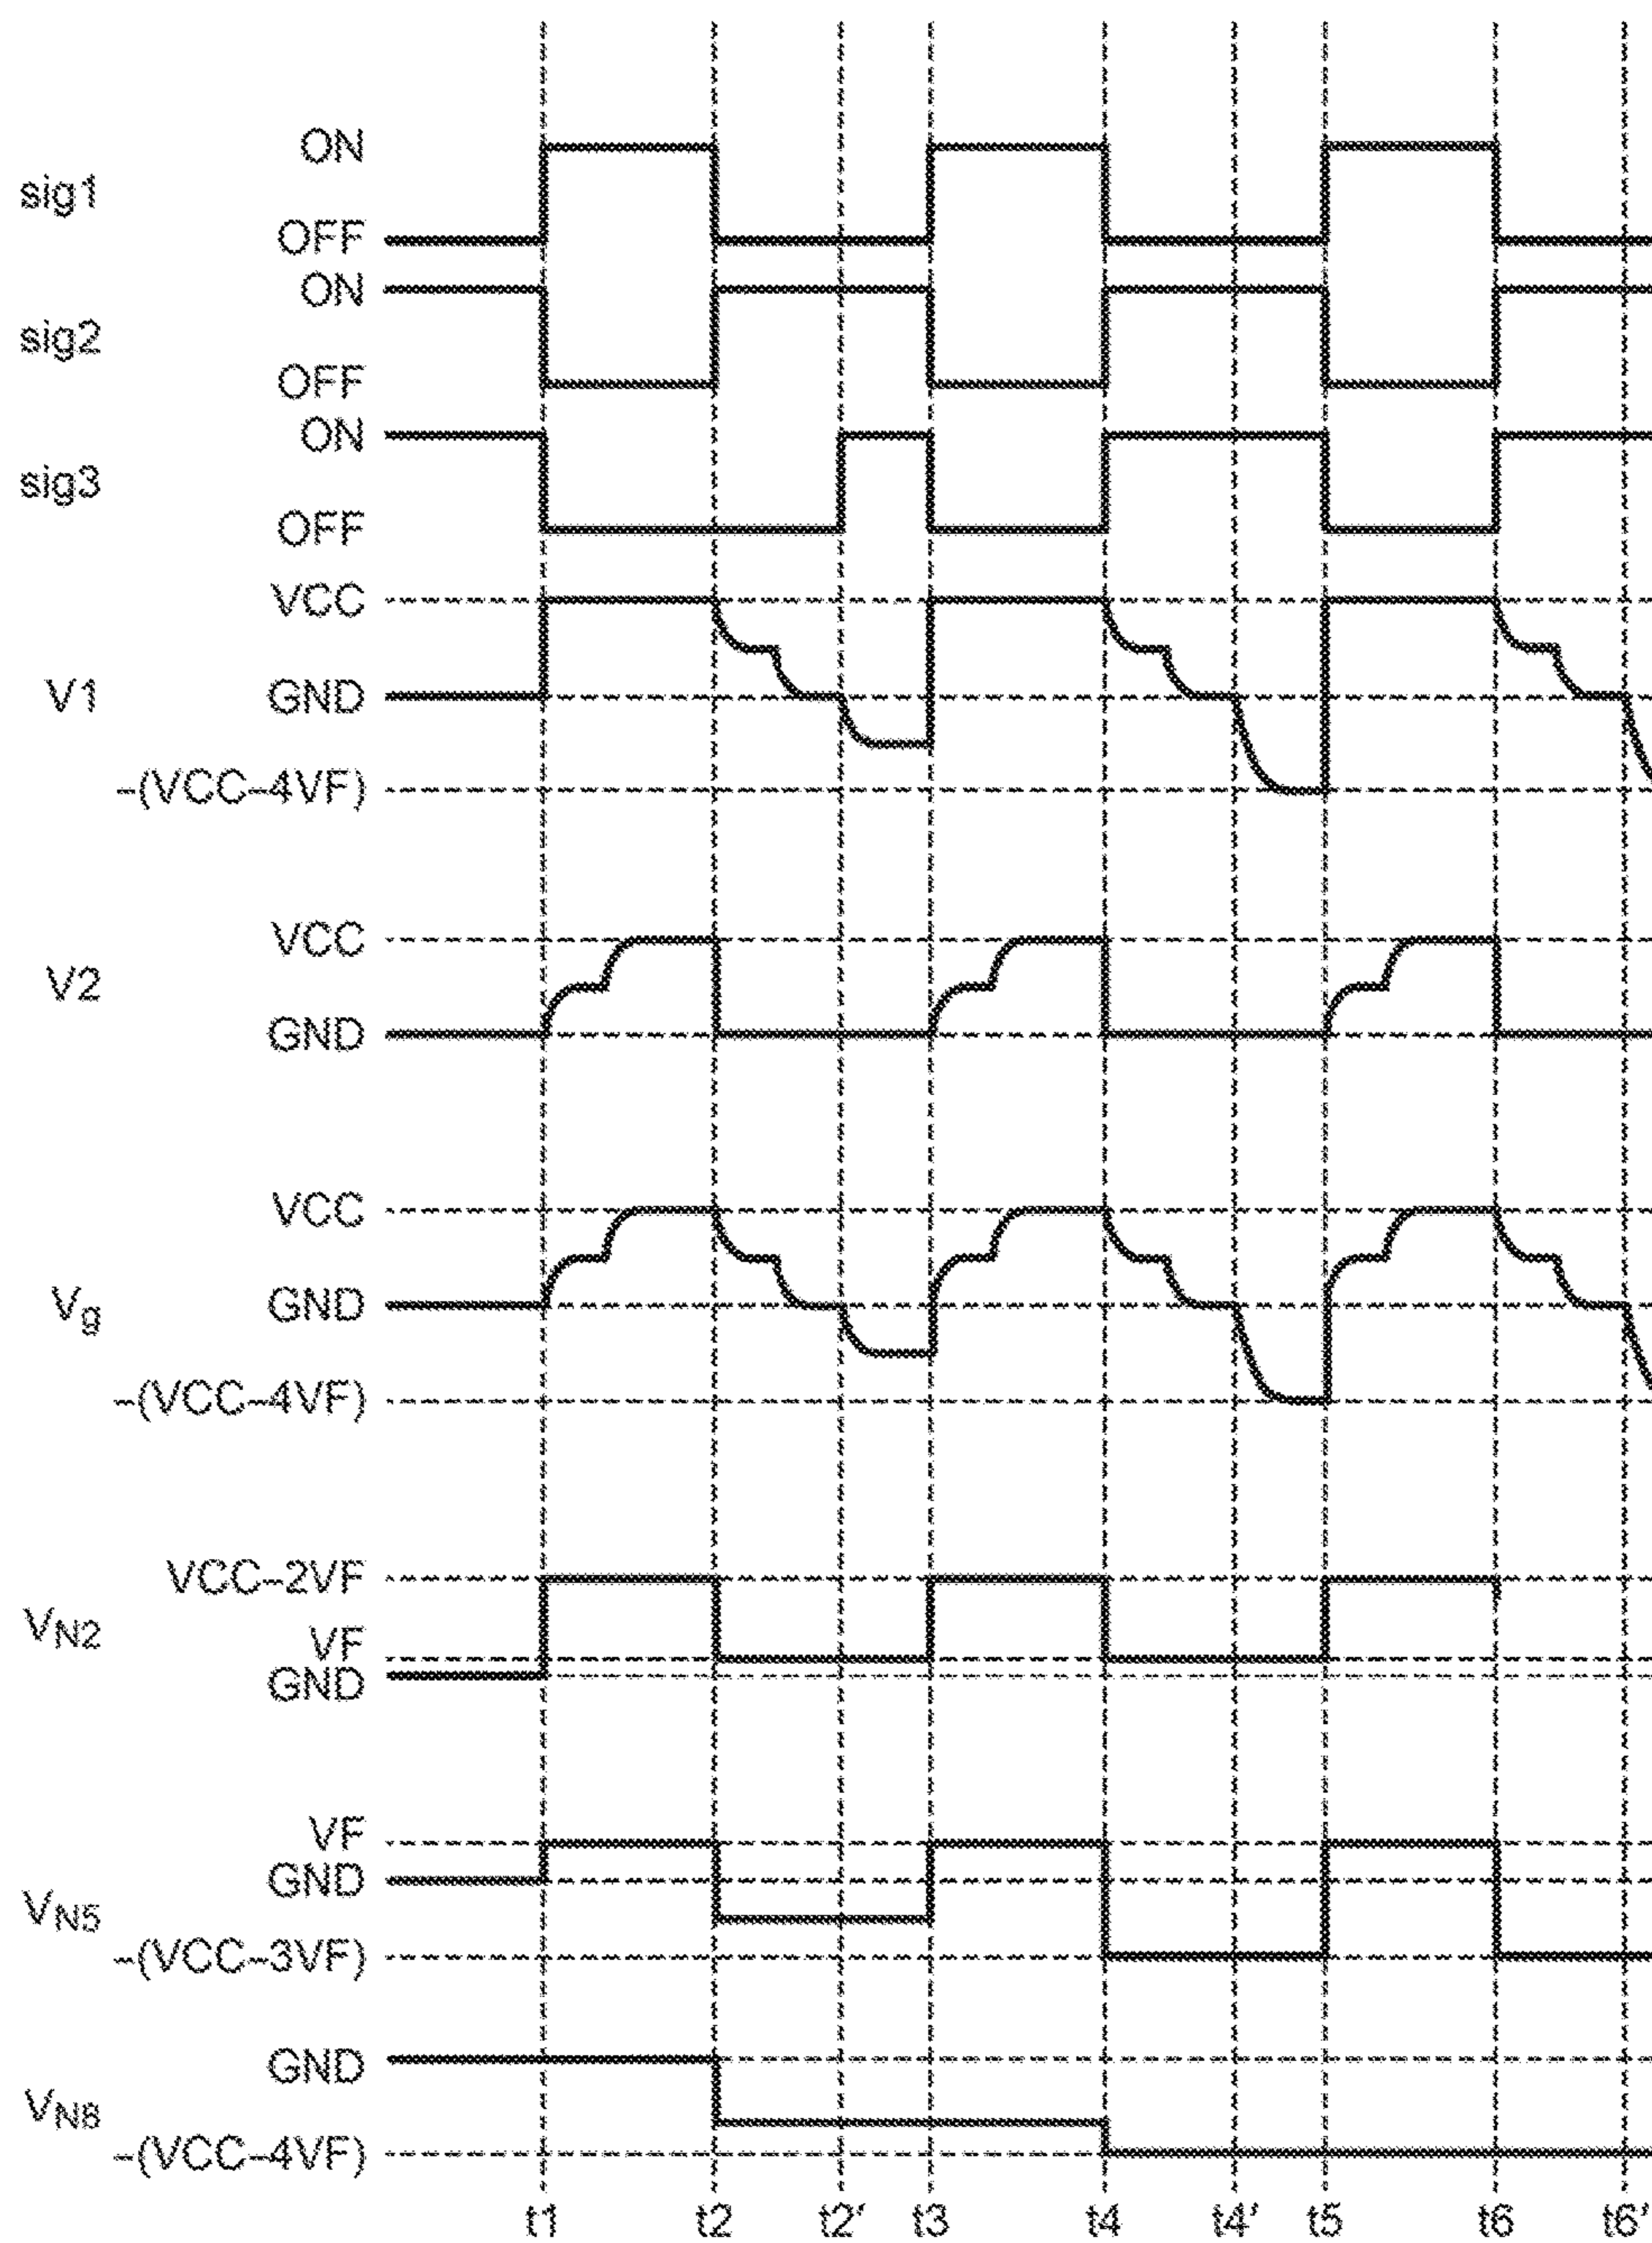 ON
sig1
OFF
ON
sig2
OFF
ON
sig3
OFF
VCC
V1
GND
-(VCC-4VF)
VCC
V2
GND
VCC
Vg
GND
-(VCC-4VF)
VCC-2VF
VN2
VF
GND
VF
GND
VN5
-(VCC-3VF)
GND
VN8
-(VCC-4VF)
t1 t2 t2' t3 t4 t4' t5 t6 t6'